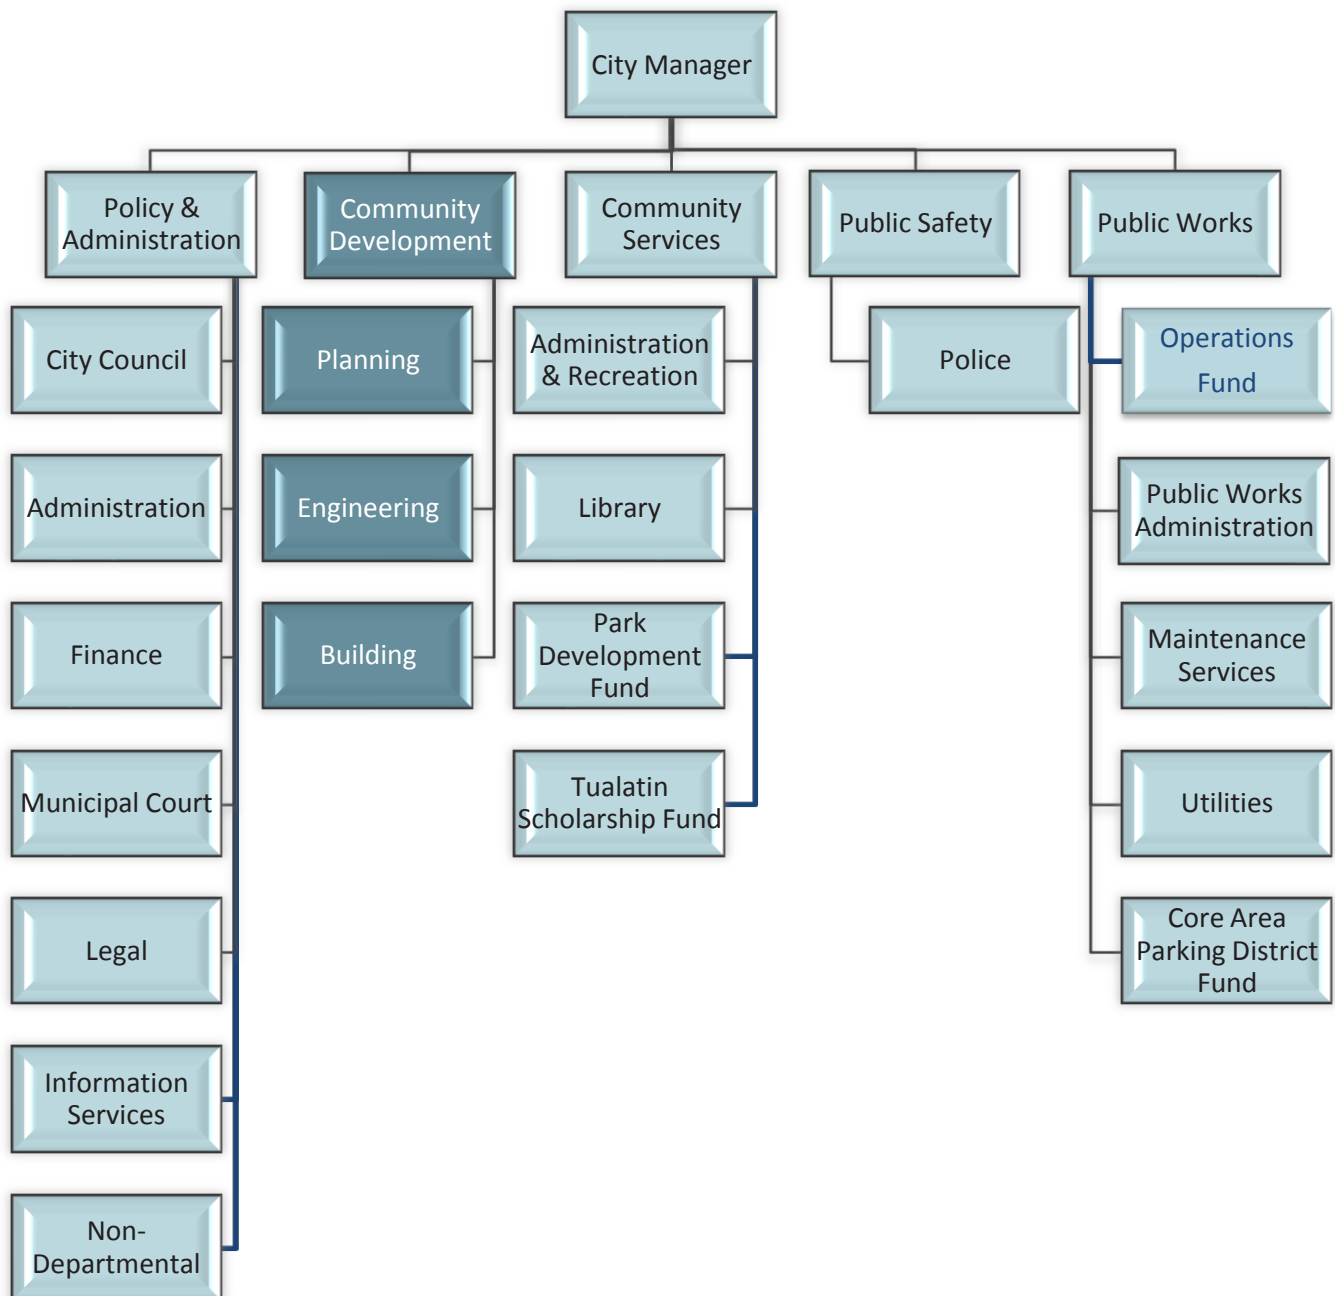 City Manager
Policy &
Administration
Community
Development
Community
Services
Public Safety
Public Works
City Council
Administration
Finance
Municipal Court
Legal
Information
Services
Non-
Departmental
Planning
Engineering
Building
Administration
& Recreation
Library
Park
Development
Fund
Tualatin
Scholarship Fund
Police
Operations
Fund
Public Works
Administration
Maintenance
Services
Utilities
Core Area
Parking District
Fund